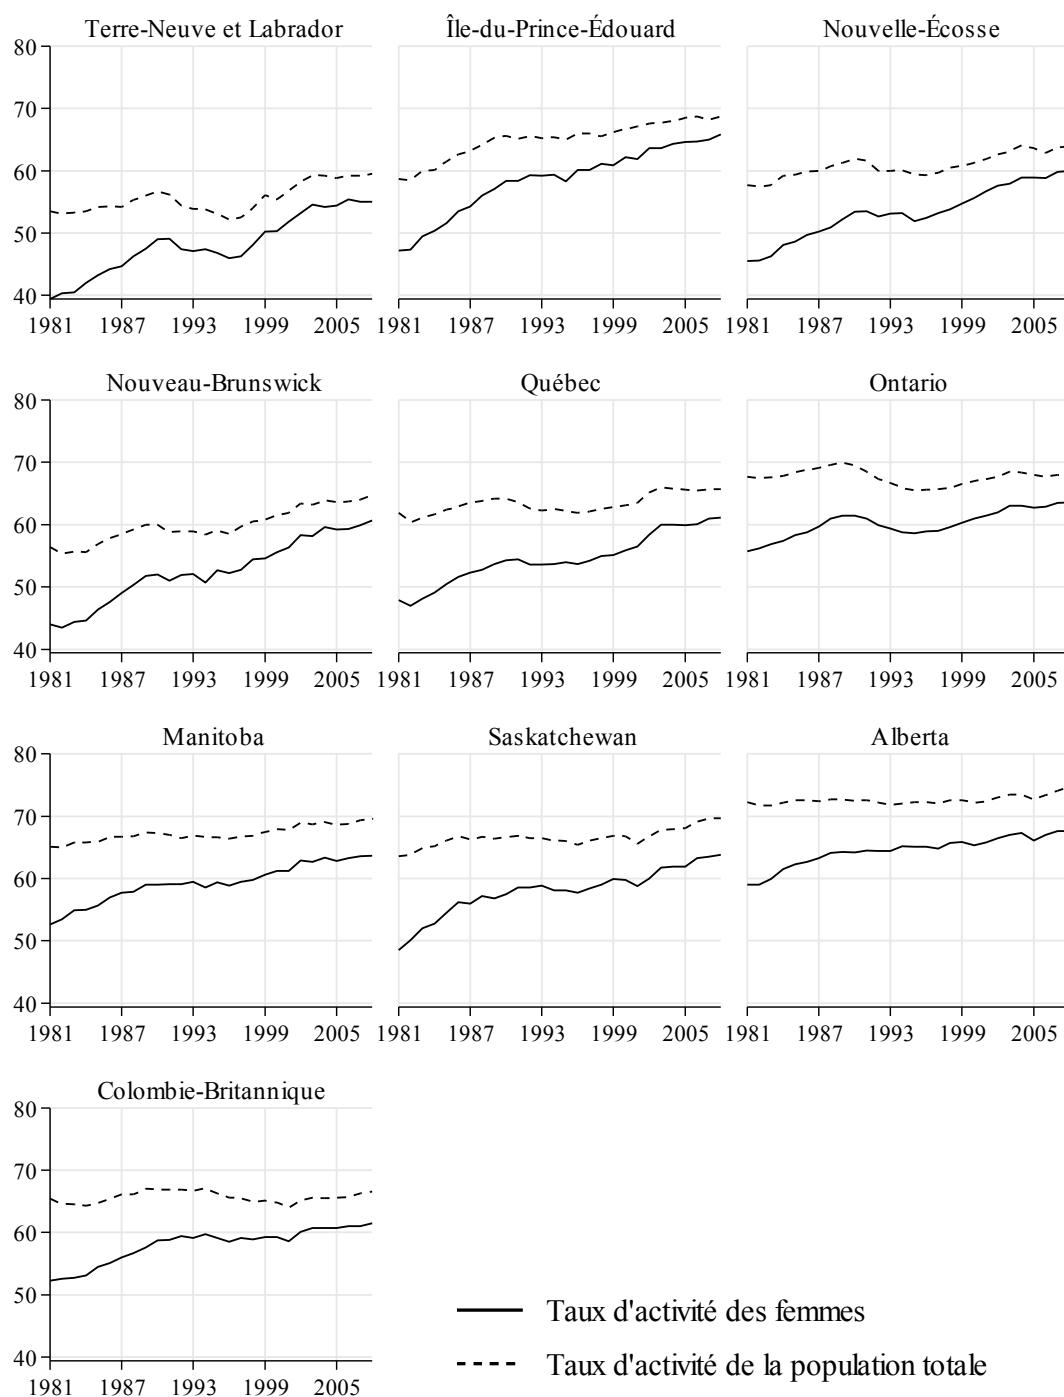 Terre-Neuve et Labrador Île-du-Prince-Édouard Nouvelle-Écosse
80
70
60
50
40
1981 1987 1993 1999 2005 1981 1987 1993 1999 2005 1981 1987 1993 1999 2005
Nouveau-Brunswick Québec Ontario
80
70
60
50
40
1981 1987 1993 1999 2005 1981 1987 1993 1999 2005 1981 1987 1993 1999 2005
Manitoba Saskatchewan Alberta
80
70
60
50
40
1981 1987 1993 1999 2005 1981 1987 1993 1999 2005 1981 1987 1993 1999 2005
Colombie-Britannique
80
70
60
50
40
1981 1987 1993 1999 2005
Taux d'activité des femmes
Taux d'activité de la population totale